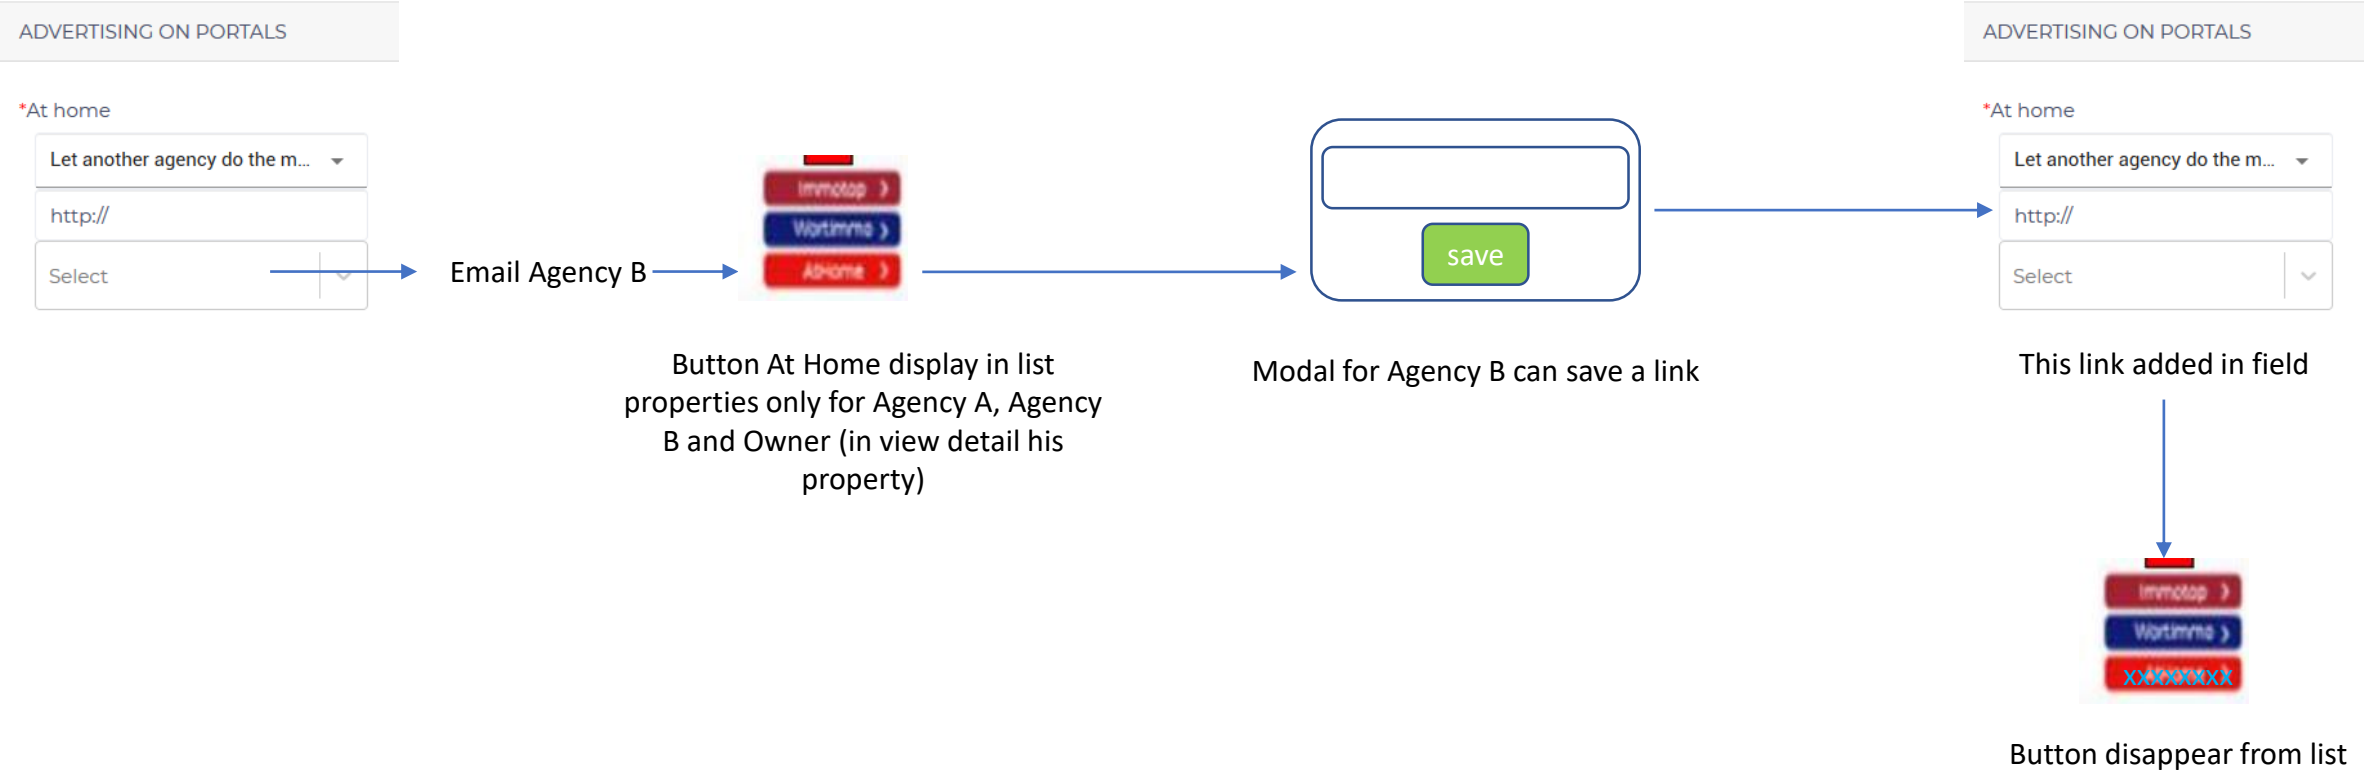 ADVERTISING ON PORTALS
*At home
Let another agency do the m...
http://
Select
Email Agency B
Immotop
Wortimmo
AtHome
Button At Home display in list
properties only for Agency A, Agency
B and Owner (in view detail his
property)
save
Modal for Agency B can save a link
ADVERTISING ON PORTALS
*At home
Let another agency do the m...
http://
Select
This link added in field
Immotop
Wortimmo
xxxxxxxx
Button disappear from list